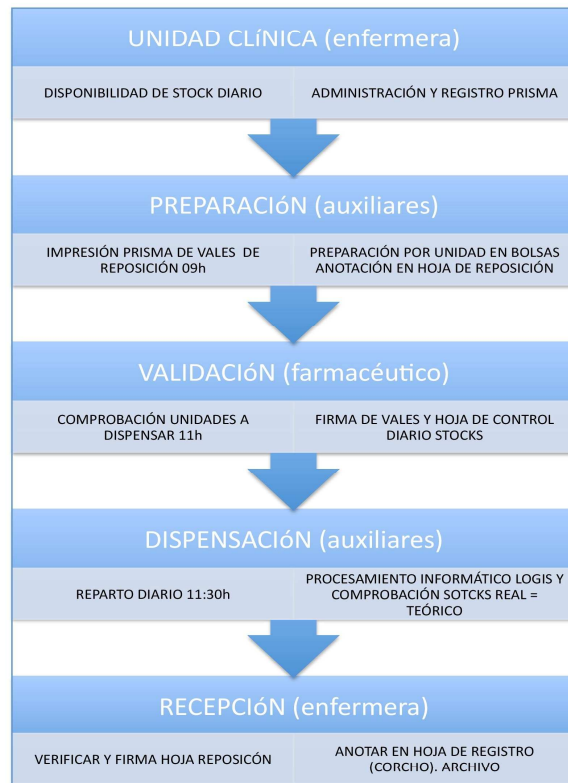 UNIDAD CLíNICA (enfermera)
DISPONIBILIDAD DE STOCK DIARIO
ADMINISTRACIÓN Y REGISTRO PRISMA
PREPARACIóN (auxiliares)
IMPRESIÓN PRISMA DE VALES DE
REPOSICIÓN 09h
PREPARACIÓN POR UNIDAD EN BOLSAS
ANOTACIÓN EN HOJA DE REPOSICIÓN
VALIDACIóN (farmacéutico)
COMPROBACIÓN UNIDADES A
DISPENSAR 11h
FIRMA DE VALES Y HOJA DE CONTROL
DIARIO STOCKS
DISPENSACIóN (auxiliares)
REPARTO DIARIO 11:30h
PROCESAMIENTO INFORMÁTICO LOGIS Y
COMPROBACIÓN SOTCKS REAL =
TEÓRICO
RECEPCIóN (enfermera)
VERIFICAR Y FIRMA HOJA REPOSICÓN
ANOTAR EN HOJA DE REGISTRO
(CORCHO). ARCHIVO